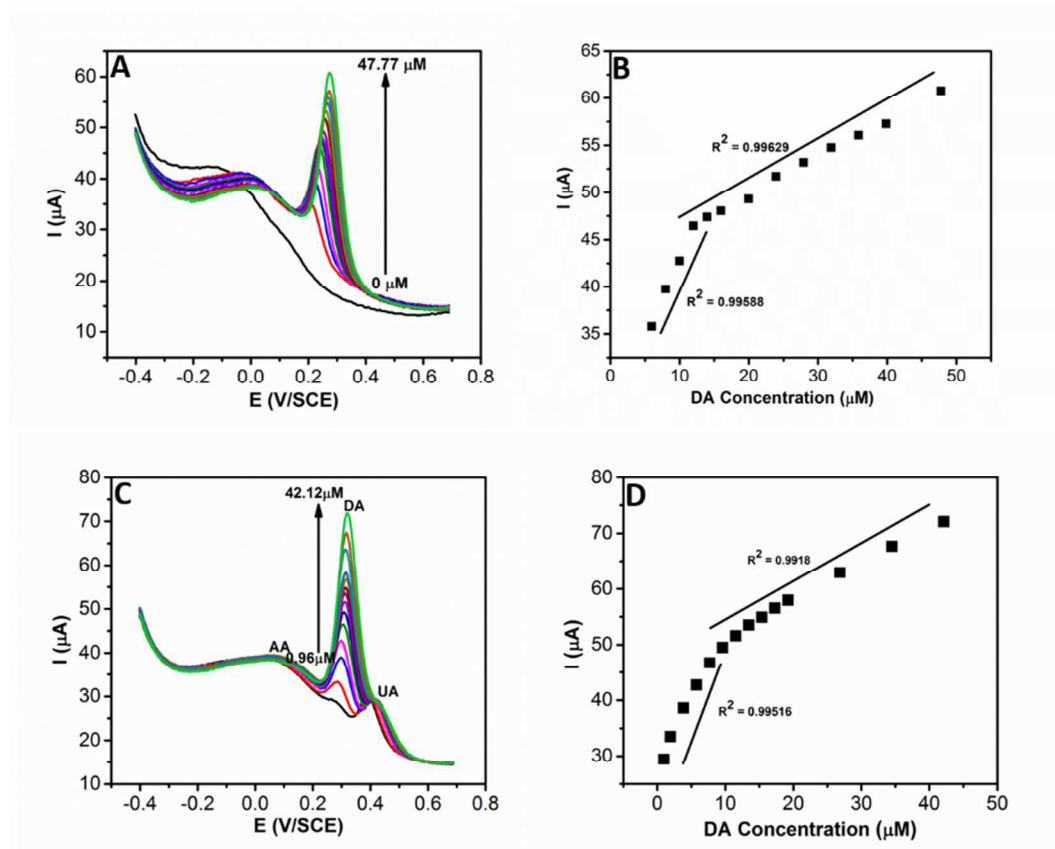 A
47.77 μM
0 μM
60
50
40
30
20
10
I (μA)
-0.4
-0.2
0.0
0.2
0.4
0.6
0.8
E (V/SCE)
B
R² = 0.99629
R² = 0.99588
65
60
55
50
45
40
35
I (μA)
0
10
20
30
40
50
DA Concentration (μM)
C
42.12μM
DA
AA
0.96μM
UA
80
70
60
50
40
30
20
10
I (μA)
-0.4
-0.2
0.0
0.2
0.4
0.6
0.8
E (V/SCE)
D
R² = 0.9918
R² = 0.99516
80
70
60
50
40
30
I (μA)
0
10
20
30
40
50
DA Concentration (μM)